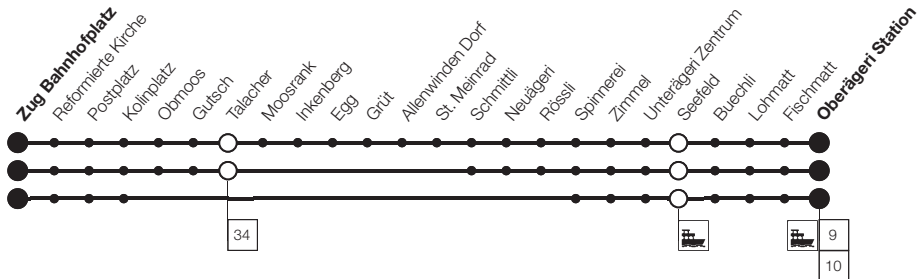 Zug Bahnhofplatz
Reformierte Kirche
Postplatz
Kolinplatz
Obmoos
Gutsch
Talacher
Moosrank
Inkenberg
Egg
Grüt
Allenwinden Dorf
St. Meinrad
Schmittli
Neuägeri
Rössli
Spinnerei
Zimmel
Unterägeri Zentrum
Seefeld
Buechli
Lohmatt
Fischmatt
Oberägeri Station
34
9
10